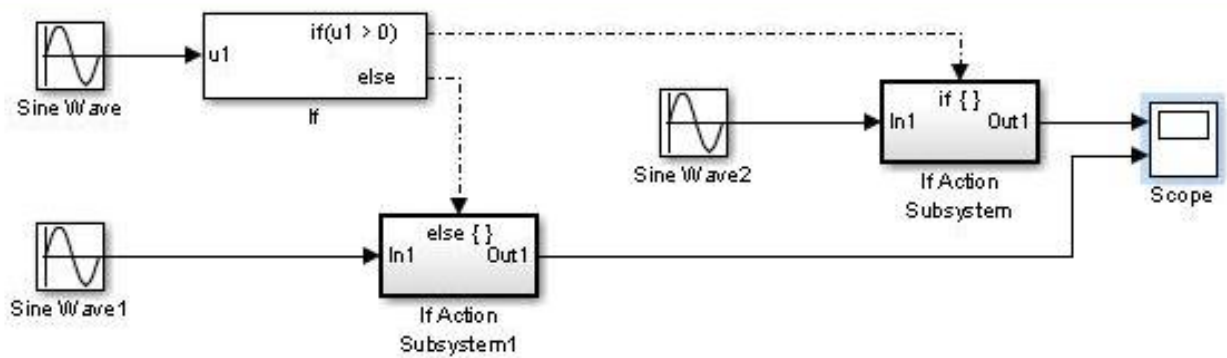 Sine Wave
u1
if(u1 > 0)
else
If
Sine Wave2
if { }
In1
Out1
If Action
Subsystem
Scope
Sine Wave1
else { }
In1
Out1
If Action
Subsystem1